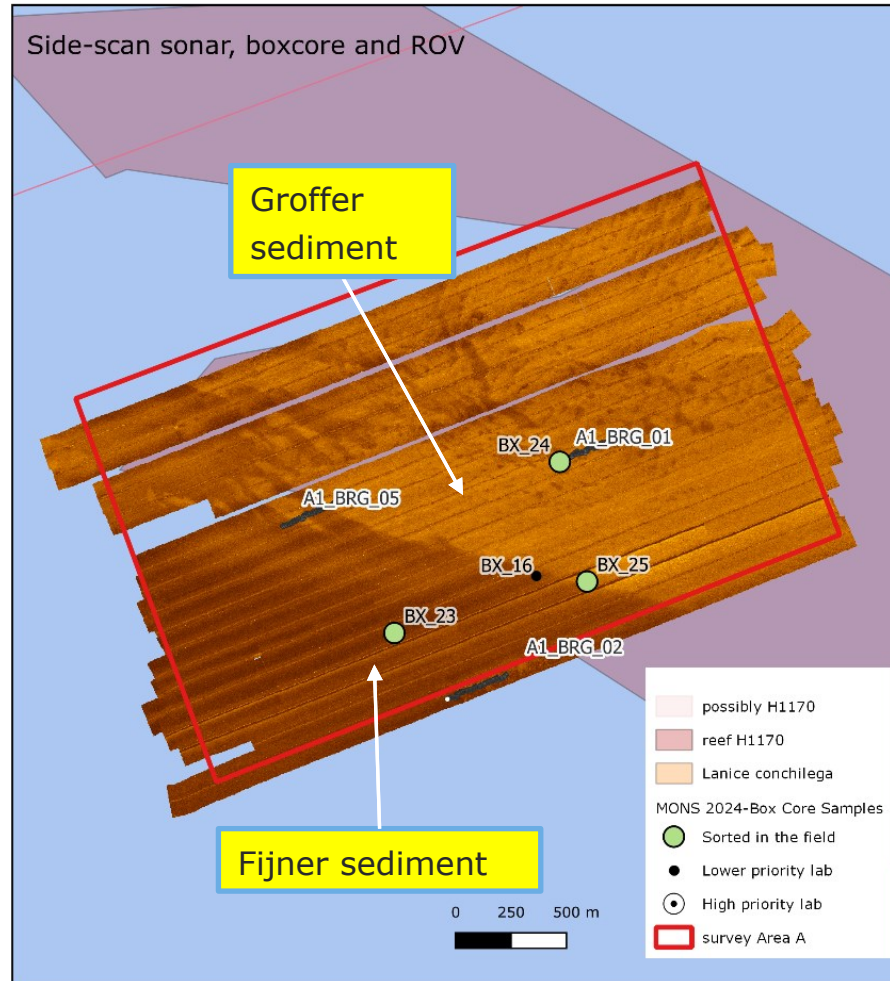 Side-scan sonar, boxcore and ROV
Groffer
sediment
BX_24
A1_BRG_01
A1_BRG_05
BX_16
BX_25
BX_23
A1_BRG_02
Fijner sediment
possibly H1170
reef H1170
Lanice conchilega
MONS 2024-Box Core Samples
Sorted in the field
Lower priority lab
High priority lab
survey Area A
0 250 500 m